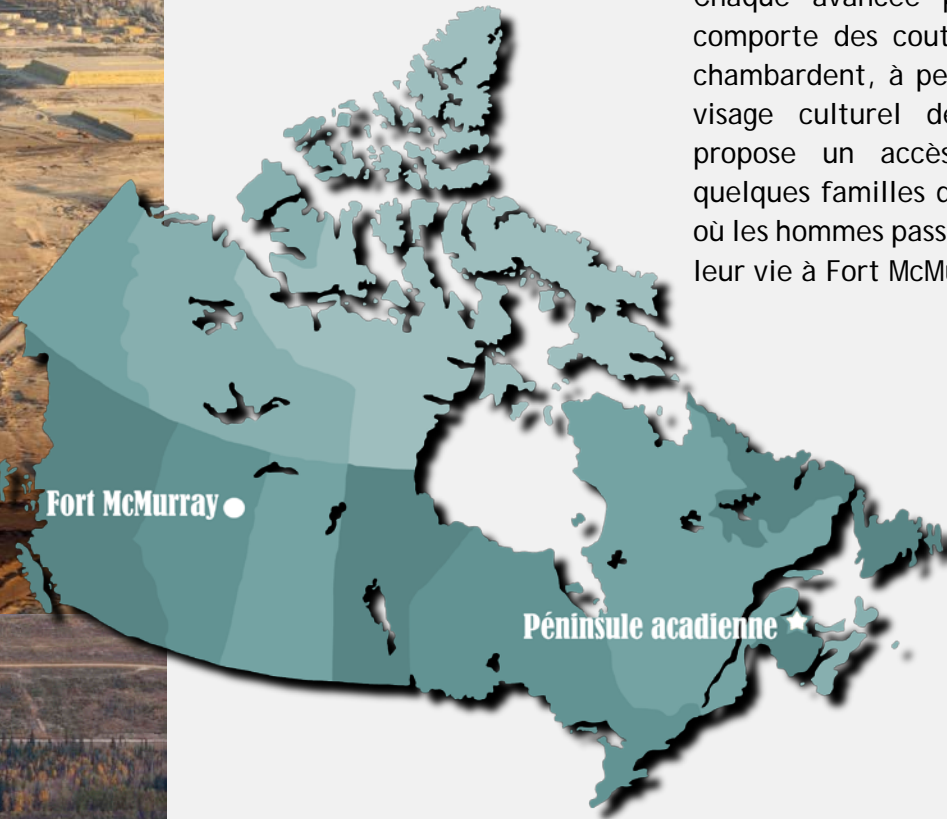 Chaque avancée
comporte des
chambardent, à
visage culturel
propose un accès
quelques familles
où les hommes
leur vie à Fort
Fort McMurray
Péninsule acadienne